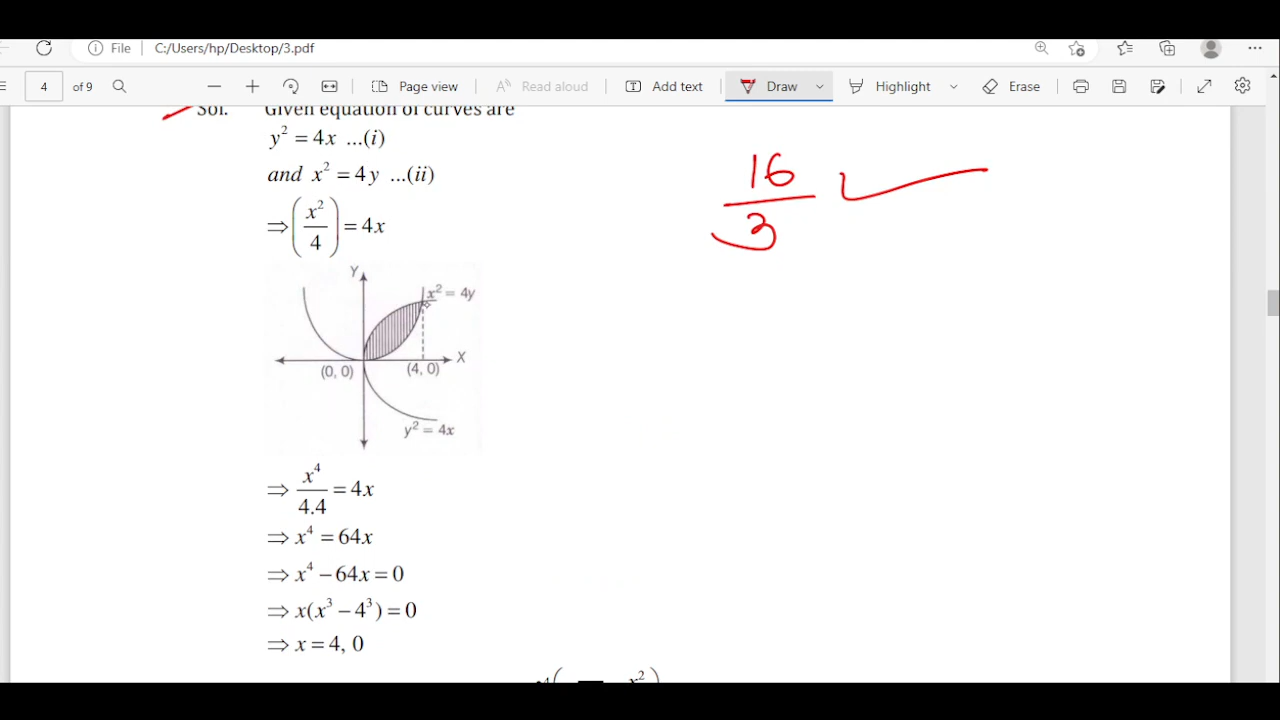 File C:/Users/hp/Desktop/3.pdf
4 of 9 Page view Read aloud Add text Draw Highlight Erase
Sol. Given equation of curves are
y² = 4x ...(i)
and x² = 4y ...(ii)
⇒ (x²/4) = 4x
16/3
Y
x² = 4y
X
(0, 0) (4, 0)
y² = 4x
⇒ x⁴/4.4 = 4x
⇒ x⁴ = 64x
⇒ x⁴ − 64x = 0
⇒ x(x³ − 4³) = 0
⇒ x = 4, 0
x²